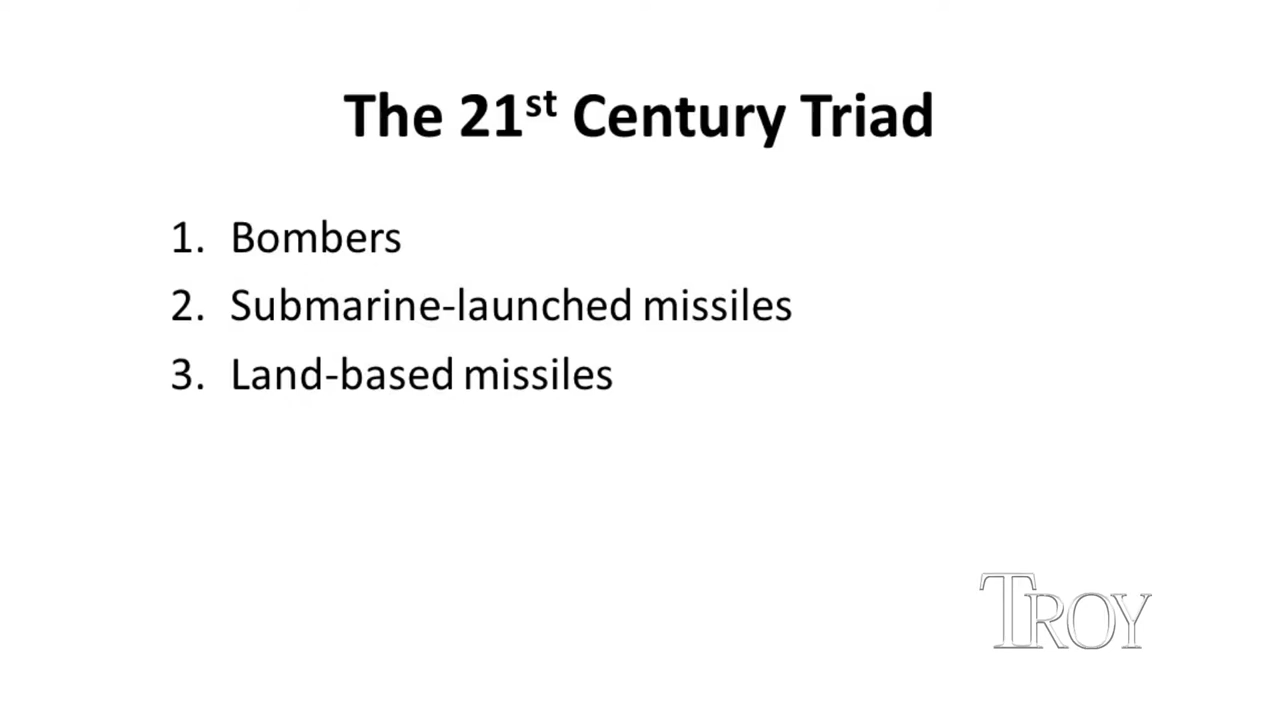 The 21st Century Triad
1. Bombers
2. Submarine-launched missiles
3. Land-based missiles
TROY